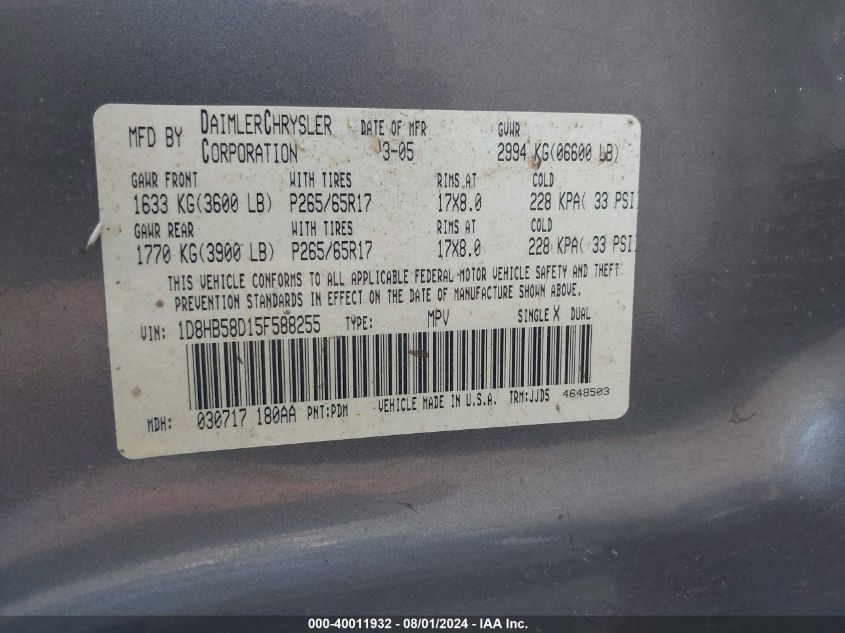 MFD BY DAIMLERCHRYSLER CORPORATION DATE OF MFR 3-05 GVWR 2994 KG(06600 LB)
GAWR FRONT WITH TIRES RIMS AT COLD
1633 KG(3600 LB) P265/65R17 17X8.0 228 KPA( 33 PSI
GAWR REAR WITH TIRES RIMS AT COLD
1770 KG(3900 LB) P265/65R17 17X8.0 228 KPA( 33 PSI
THIS VEHICLE CONFORMS TO ALL APPLICABLE FEDERAL MOTOR VEHICLE SAFETY AND THEFT
PREVENTION STANDARDS IN EFFECT ON THE DATE OF MANUFACTURE SHOWN ABOVE.
VIN: 1D8HB58D15F588255 TYPE: MPV SINGLE X DUAL
MDH: 030717 180AA PNT:PDM VEHICLE MADE IN U.S.A. TRM:JJD5 4648503
000-40011932 - 08/01/2024 - IAA Inc.